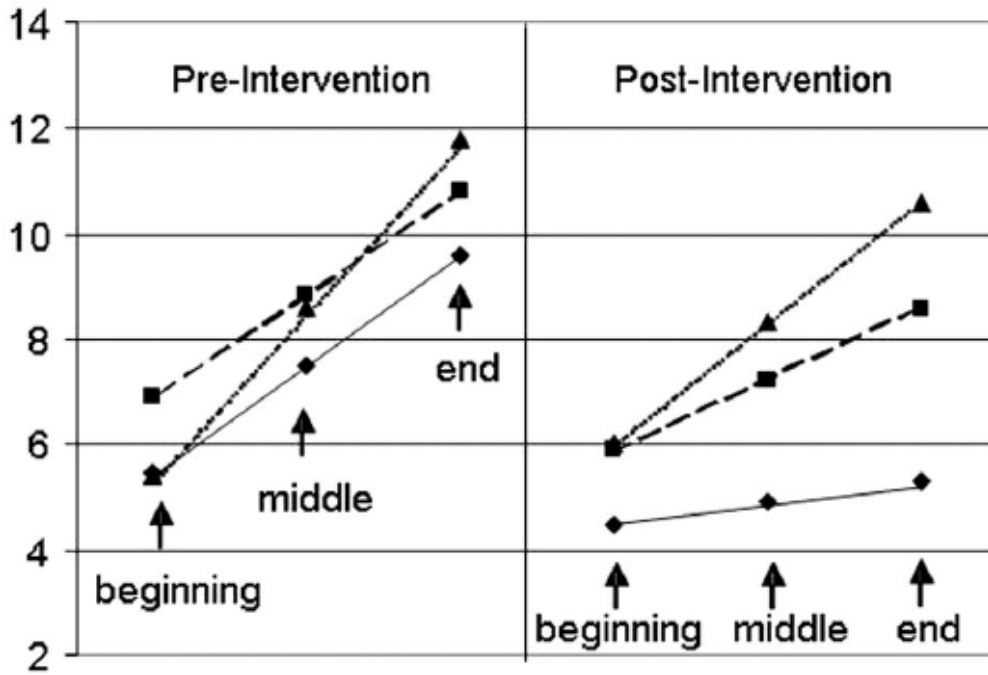 14
Pre-Intervention
Post-Intervention
12
10
8
end
6
middle
4
beginning
beginning
middle
end
2